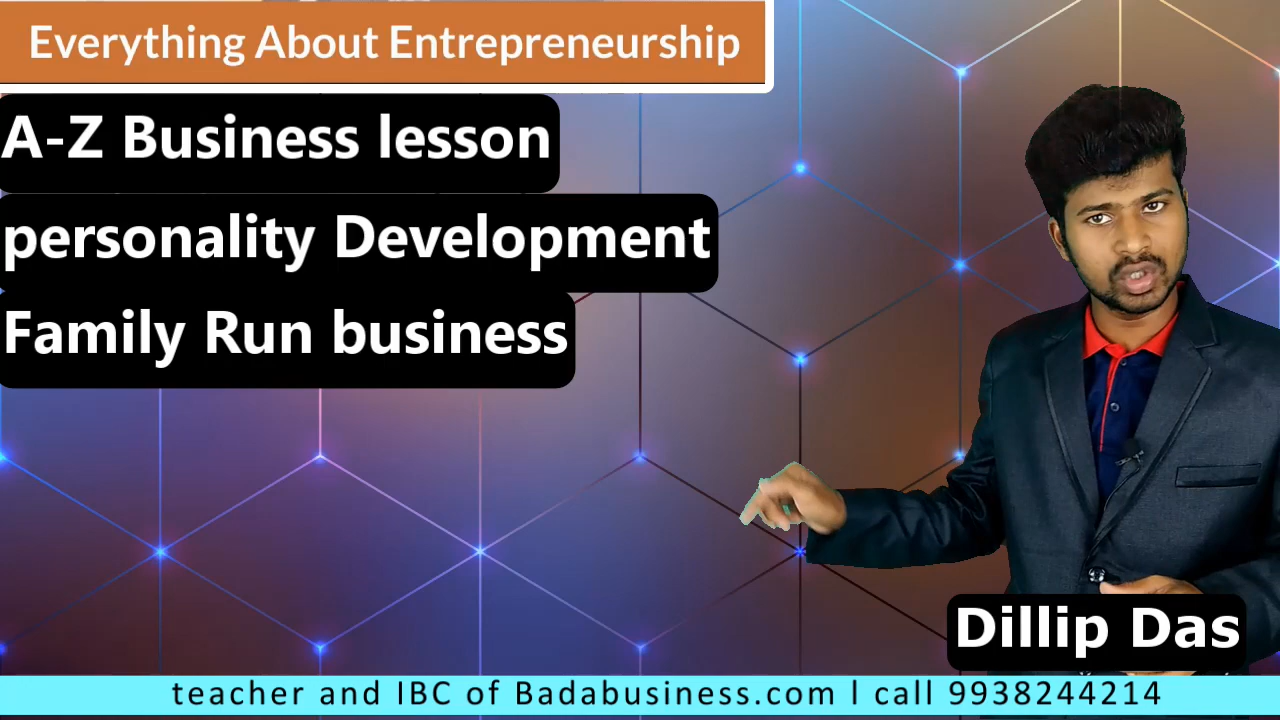 Everything About Entrepreneurship
A-Z Business lesson
personality Development
Family Run business
Dillip Das
teacher and IBC of Badabusiness.com l call 9938244214